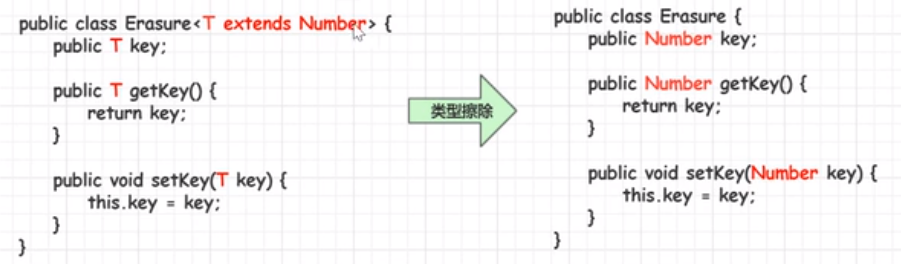 public class Erasure<T extends Number> {
public T key;
public T getKey() {
return key;
}
public void setKey(T key) {
this.key = key;
}
}
类型擦除
public class Erasure {
public Number key;
public Number getKey() {
return key;
}
public void setKey(Number key) {
this.key = key;
}
}